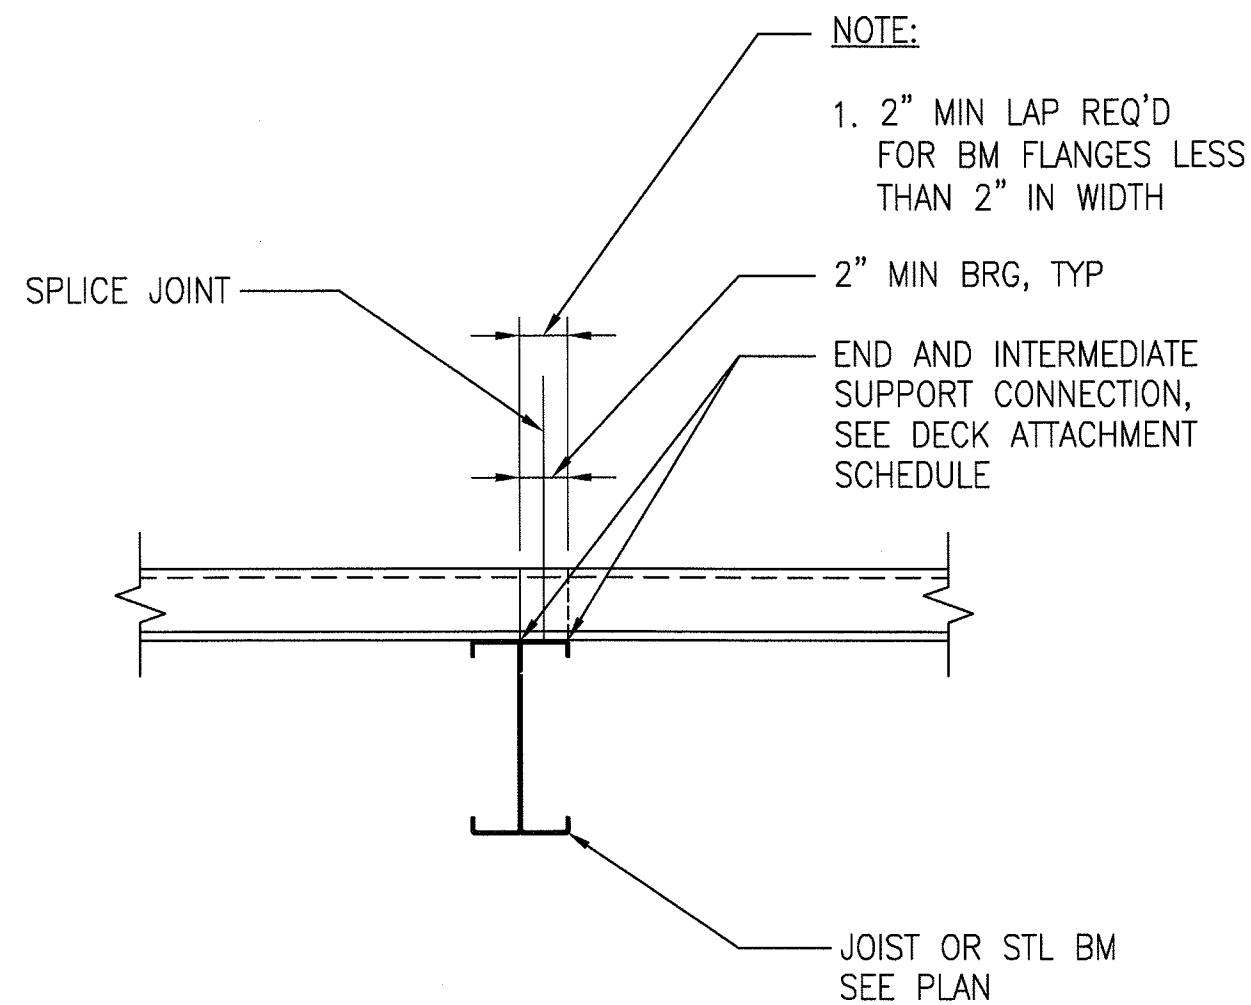 NOTE:
1. 2" MIN LAP REQ'D
FOR BM FLANGES LESS
THAN 2" IN WIDTH
SPLICE JOINT
2" MIN BRG, TYP
END AND INTERMEDIATE
SUPPORT CONNECTION,
SEE DECK ATTACHMENT
SCHEDULE
JOIST OR STL BM
SEE PLAN